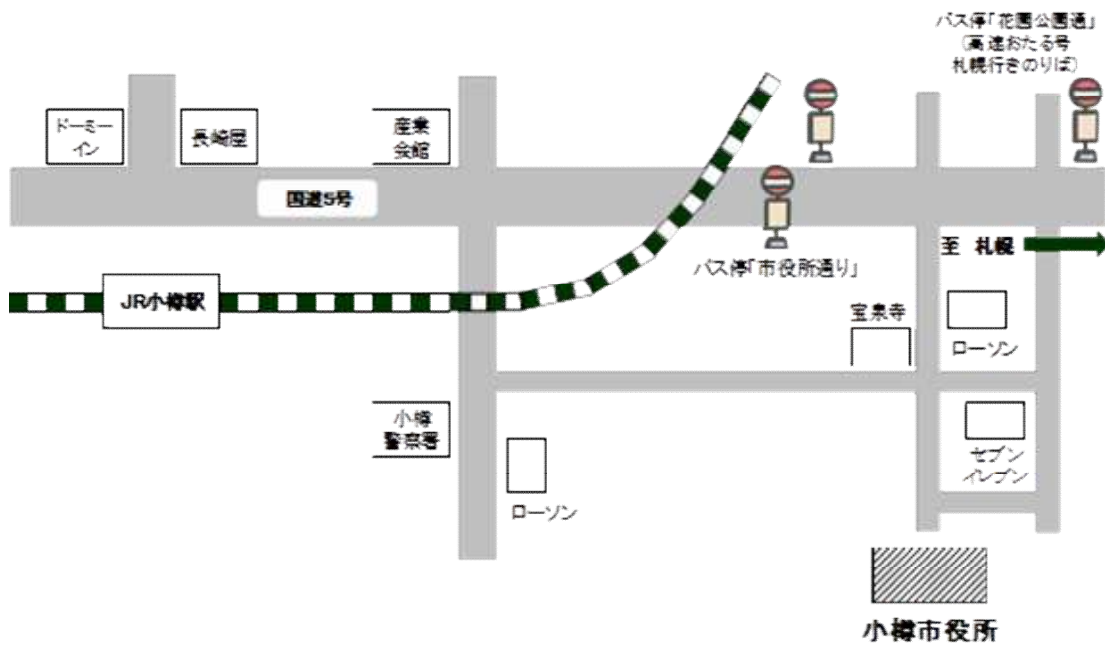 バス停「花園公園通」
(高速おたる号
札幌行きのりば)
ドーミー
イン
長崎屋
産業
会館
国道5号
至 札幌
バス停「市役所通り」
JR小樽駅
宝泉寺
ローソン
小樽
警察署
セブン
イレブン
ローソン
小樽市役所